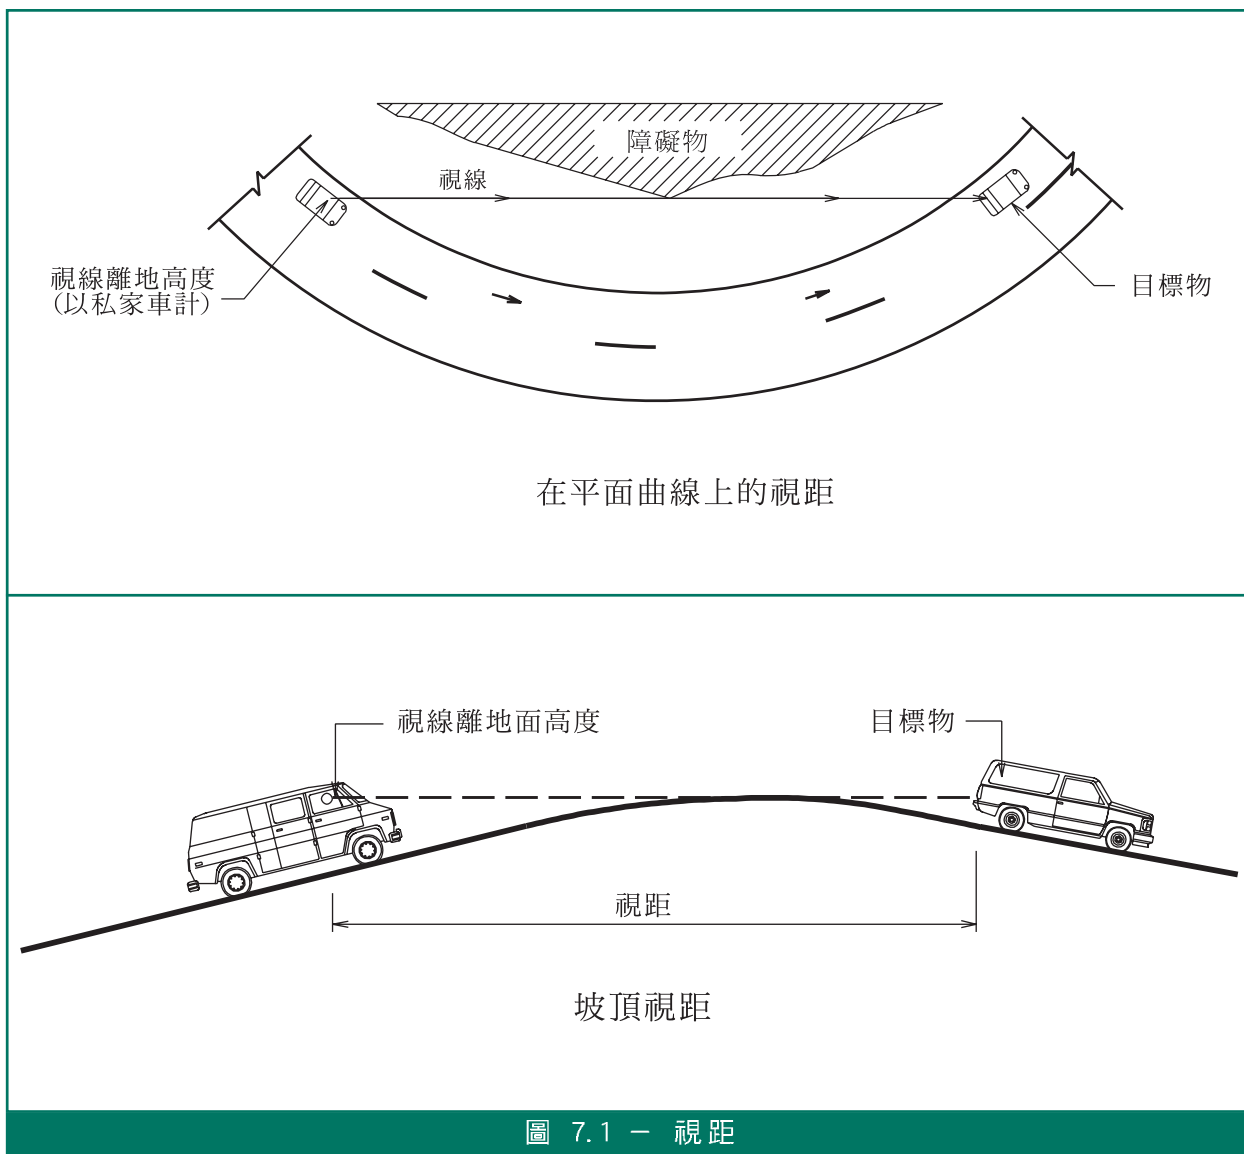 障礙物
視線
視線離地高度
(以私家車計)
目標物
在平面曲線上的視距
視線離地面高度
目標物
視距
坡頂視距
圖 7.1 － 視距